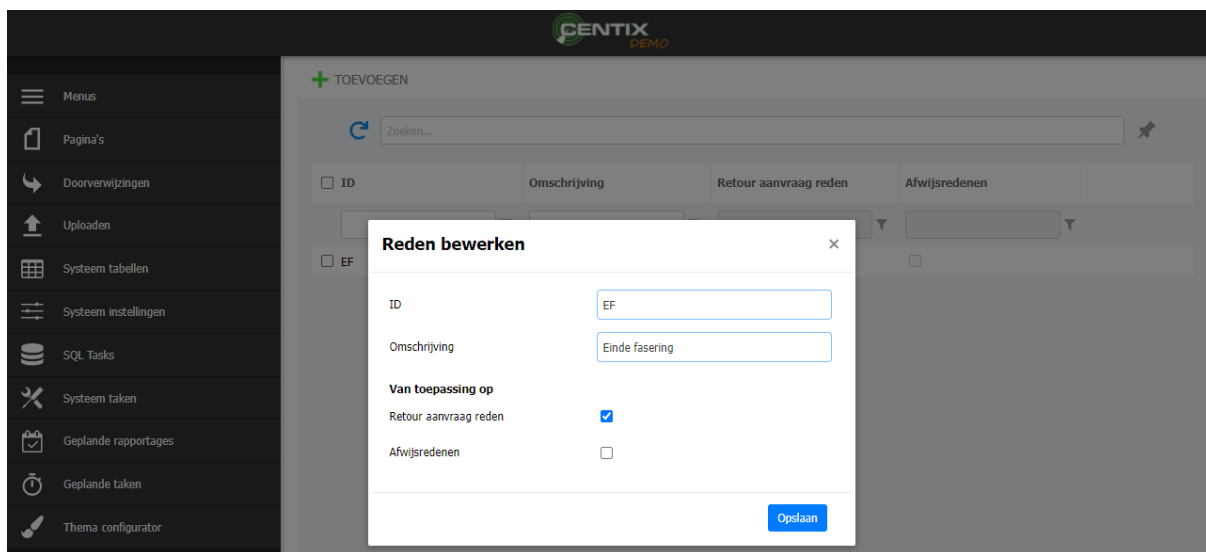 CENTIX
DEMO
TOEVOEGEN
Menus
Pagina's
Doorverwijzingen
Uploaden
Systeem tabellen
Systeem instellingen
SQL Tasks
Systeem taken
Geplande rapportages
Geplande taken
Thema configurator
Zoeken...
ID Omschrijving Retour aanvraag reden Afwijsredenen
EF
Reden bewerken ×
ID EF
Omschrijving Einde fasering
Van toepassing op
Retour aanvraag reden
Afwijsredenen
Opslaan